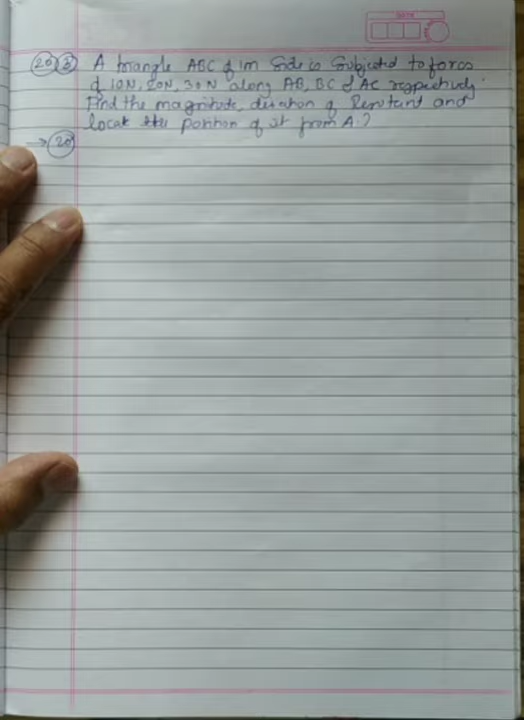 DATE
20 B A triangle ABC of 1m Side is Subjected to forces
of 10N, 20N, 30N along AB, BC & AC respectively.
Find the magnitude, direction of Resultant and
locate the position of it from A.?
→ 20